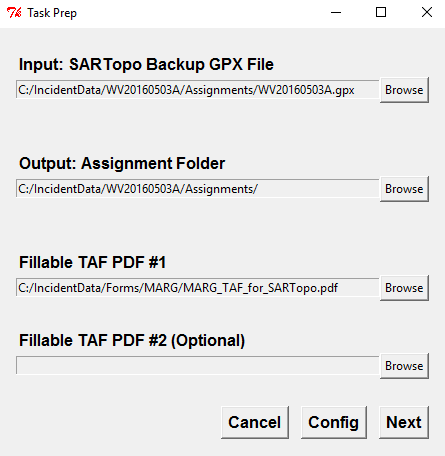 Task Prep
Input: SARTopo Backup GPX File
C:/IncidentData/WV20160503A/Assignments/WV20160503A.gpx Browse
Output: Assignment Folder
C:/IncidentData/WV20160503A/Assignments/ Browse
Fillable TAF PDF #1
C:/IncidentData/Forms/MARG/MARG_TAF_for_SARTopo.pdf Browse
Fillable TAF PDF #2 (Optional)
Browse
Cancel Config Next